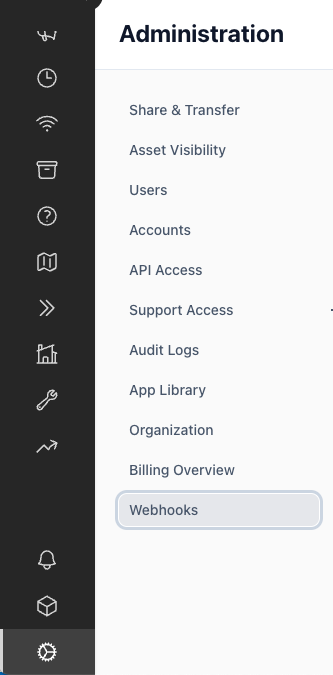 Administration
Share & Transfer
Asset Visibility
Users
Accounts
API Access
Support Access
Audit Logs
App Library
Organization
Billing Overview
Webhooks